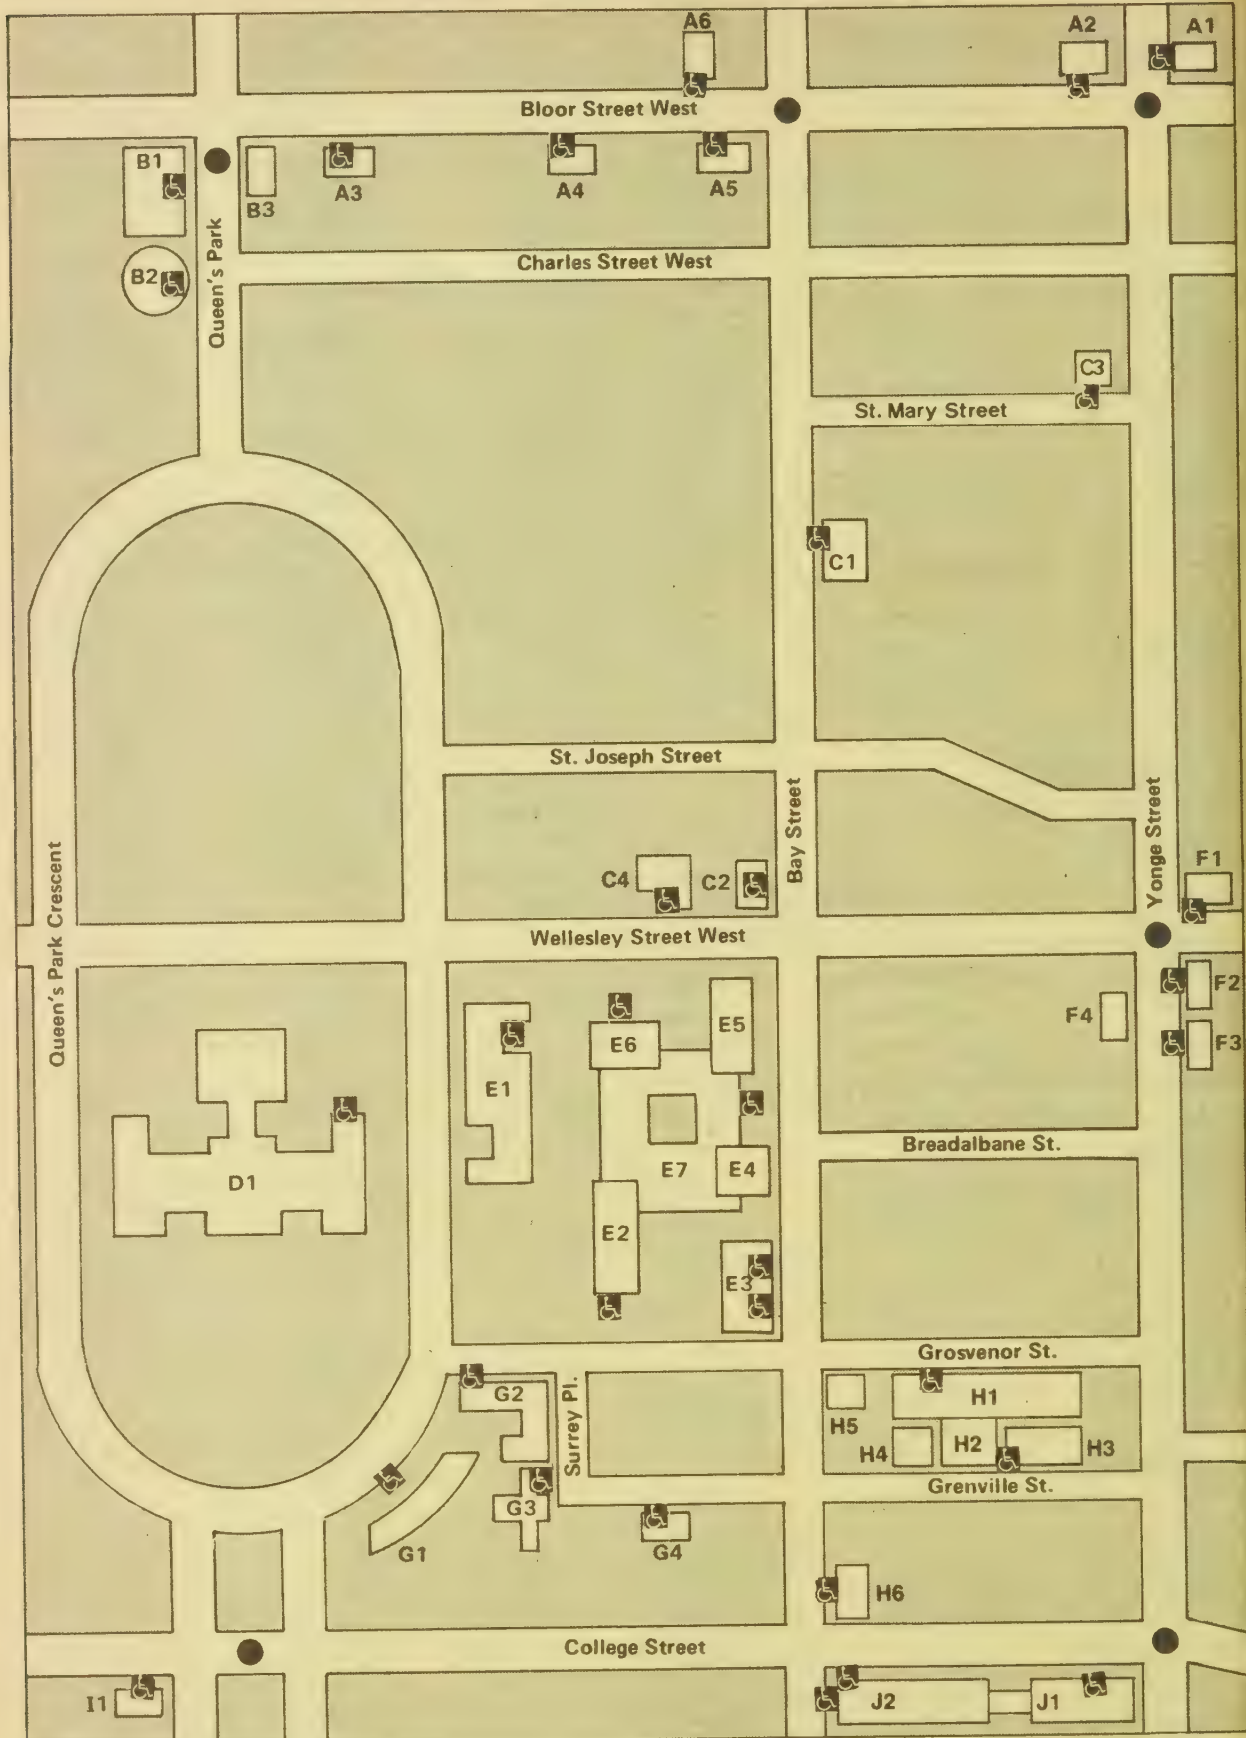 A6
A2
A1
Bloor Street West
B1
B3
A3
A4
A5
Queen's Park
Charles Street West
B2
C3
St. Mary Street
C1
St. Joseph Street
Bay Street
Yonge Street
Queen's Park Crescent
C4
C2
F1
Wellesley Street West
E5
F2
F4
E6
F3
E1
Breadalbane St.
D1
E7
E4
E2
E3
Grosvenor St.
G2
Surrey Pl.
H5
H1
H4
H2
H3
Grenville St.
G3
G1
G4
H6
College Street
I1
J2
J1